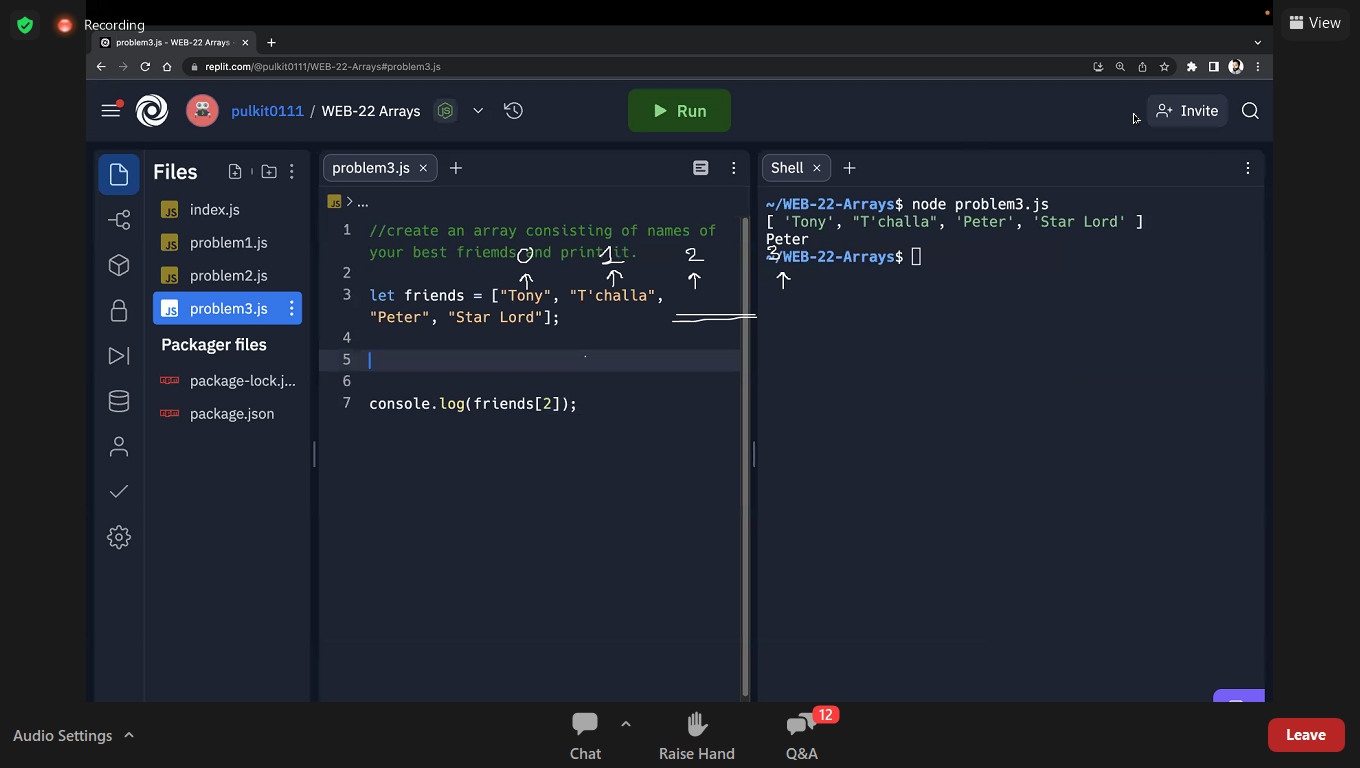 Recording
View
problem3.js - WEB-22 Arrays
replit.com/@pulkit0111/WEB-22-Arrays#problem3.js
pulkit0111 / WEB-22 Arrays
Run
Invite
Files
index.js
problem1.js
problem2.js
problem3.js
Packager files
package-lock.j...
package.json
problem3.js
JS > ...
1 //create an array consisting of names of
your best friemds and print it.
2
3 let friends = ["Tony", "T'challa",
"Peter", "Star Lord"];
4
5
6
7 console.log(friends[2]);
0 1 2 3
Shell
~/WEB-22-Arrays$ node problem3.js
[ 'Tony', "T'challa", 'Peter', 'Star Lord' ]
Peter
~/WEB-22-Arrays$
Audio Settings
Chat
Raise Hand
Q&A
12
Leave